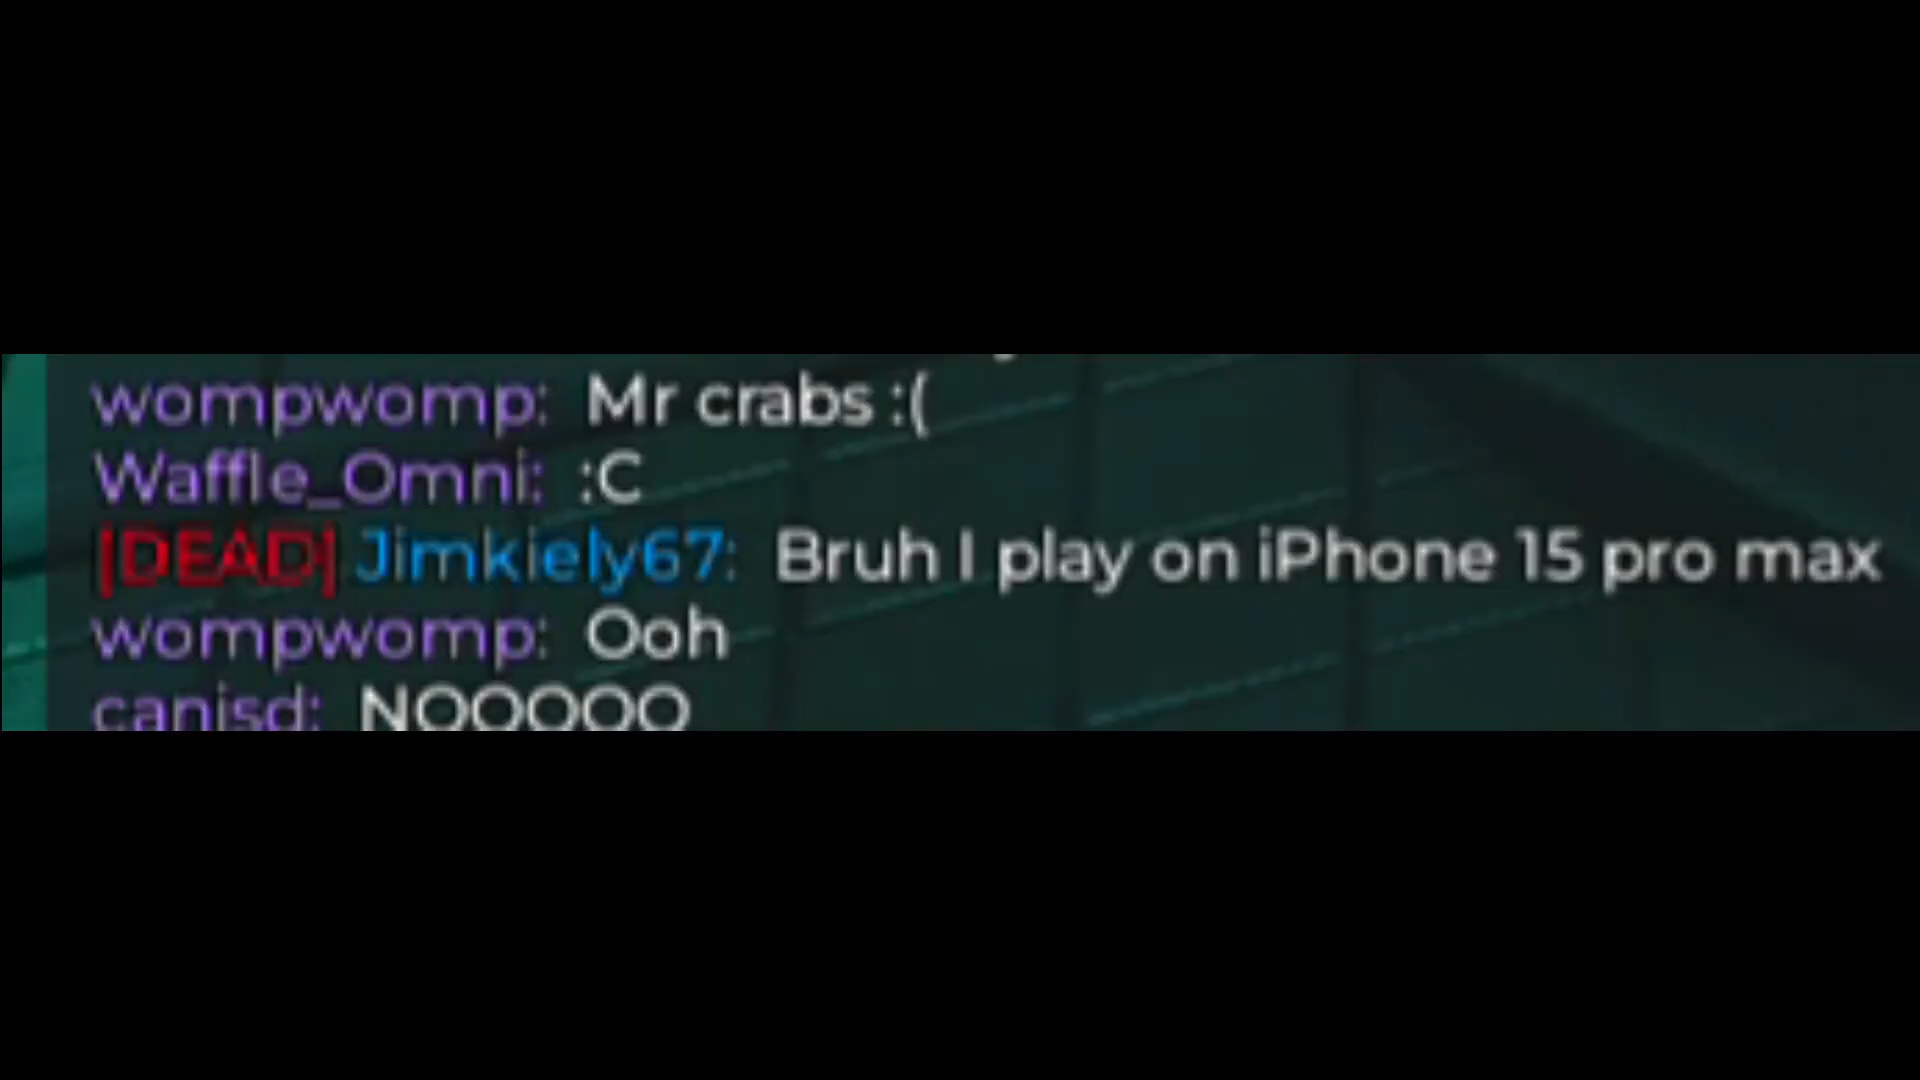 wompwomp: Mr crabs :(
Waffle_Omni: :C
[DEAD] Jimkiely67: Bruh I play on iPhone 15 pro max
wompwomp: Ooh
canisd: NOOOOO